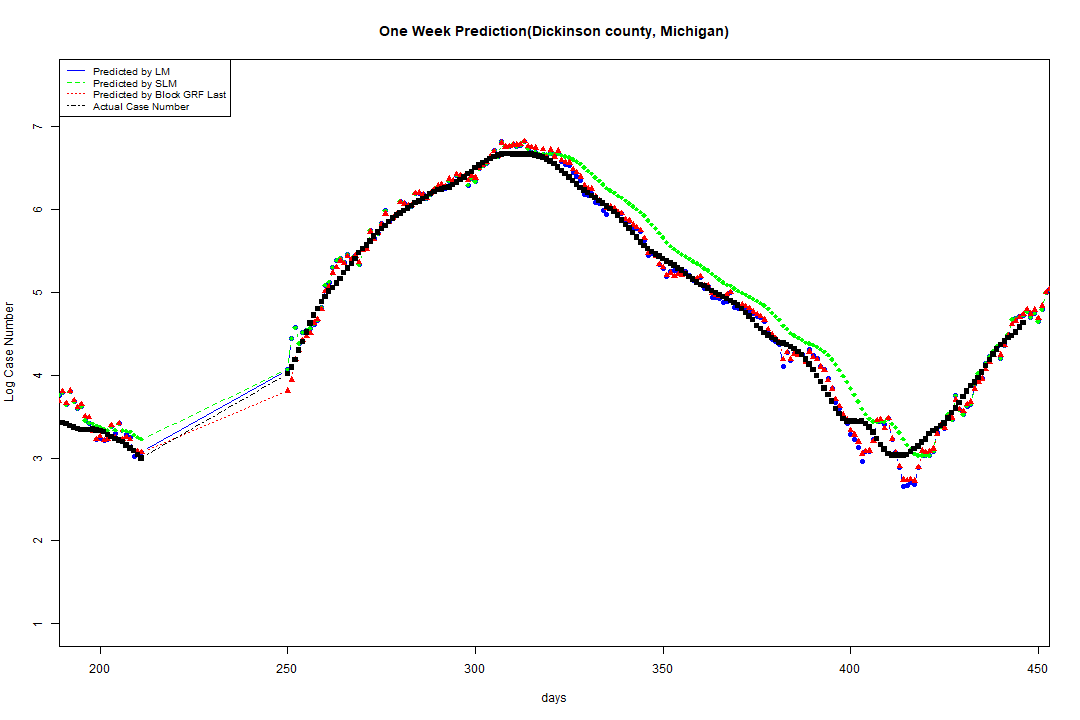 One Week Prediction(Dickinson county, Michigan)
Predicted by LM
Predicted by SLM
Predicted by Block GRF Last
Actual Case Number
Log Case Number
7
6
5
4
3
2
1
200 250 300 350 400 450
days